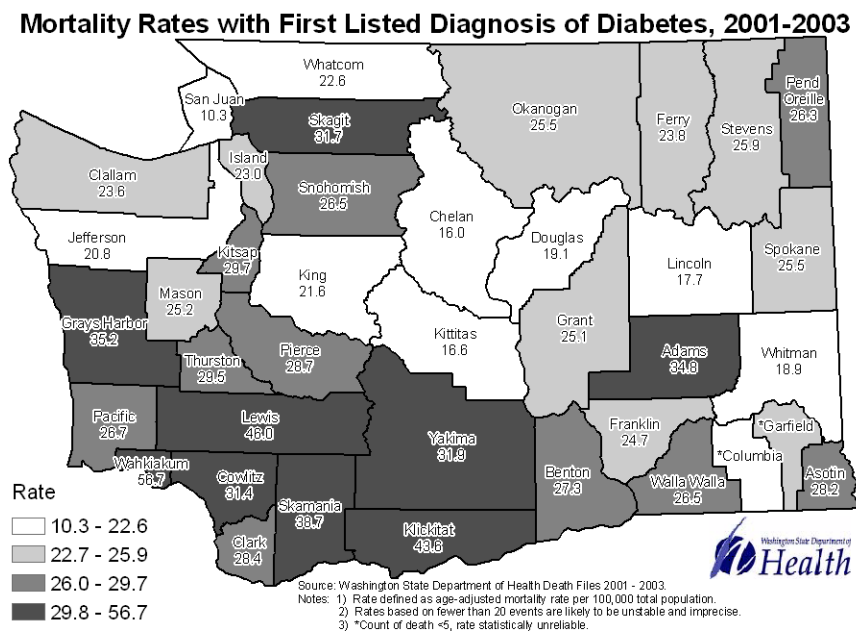 Mortality Rates with First Listed Diagnosis of Diabetes, 2001-2003
Whatcom
22.6
San Juan
10.3
Skagit
31.7
Okanogan
25.5
Ferry
23.8
Stevens
25.9
Pend
Oreille
26.3
Island
23.0
Clallam
23.6
Snohomish
26.5
Chelan
16.0
Jefferson
20.8
Kitsap
29.7
King
21.6
Douglas
19.1
Lincoln
17.7
Spokane
25.5
Mason
25.2
Grays Harbor
35.2
Kittitas
16.6
Grant
25.1
Adams
34.8
Whitman
18.9
Thurston
29.5
Pierce
28.7
Pacific
26.7
Lewis
46.0
Yakima
31.9
Franklin
24.7
*Garfield
*Columbia
Wahkiakum
56.7
Cowlitz
31.4
Skamania
38.7
Benton
27.3
Walla Walla
26.5
Asotin
28.2
Clark
28.4
Klickitat
43.6
Rate
10.3 - 22.6
22.7 - 25.9
26.0 - 29.7
29.8 - 56.7
Washington State Department of
Health
Source: Washington State Department of Health Death Files 2001 - 2003.
Notes: 1) Rate defined as age-adjusted mortality rate per 100,000 total population.
2) Rates based on fewer than 20 events are likely to be unstable and imprecise.
3) *Count of death <5, rate statistically unreliable.